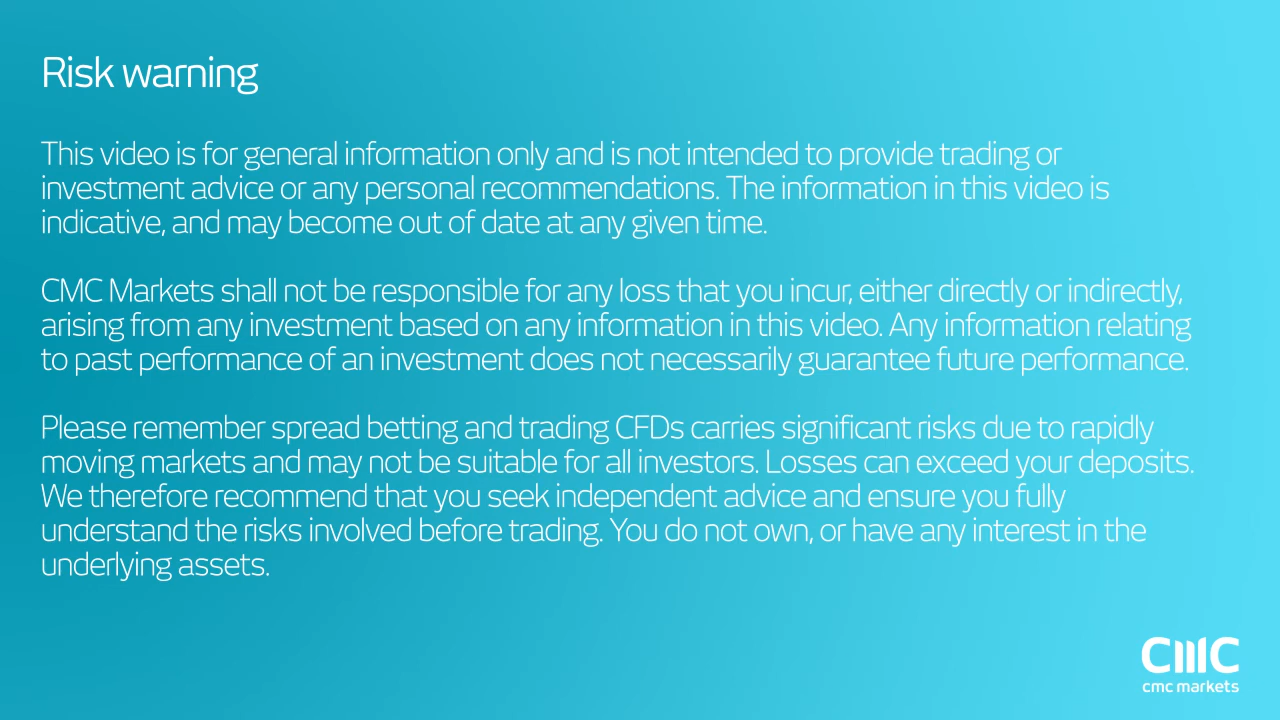 Risk warning
This video is for general information only and is not intended to provide trading or
investment advice or any personal recommendations. The information in this video is
indicative, and may become out of date at any given time.
CMC Markets shall not be responsible for any loss that you incur, either directly or indirectly,
arising from any investment based on any information in this video. Any information relating
to past performance of an investment does not necessarily guarantee future performance.
Please remember spread betting and trading CFDs carries significant risks due to rapidly
moving markets and may not be suitable for all investors. Losses can exceed your deposits.
We therefore recommend that you seek independent advice and ensure you fully
understand the risks involved before trading. You do not own, or have any interest in the
underlying assets.
CMC
cmc markets